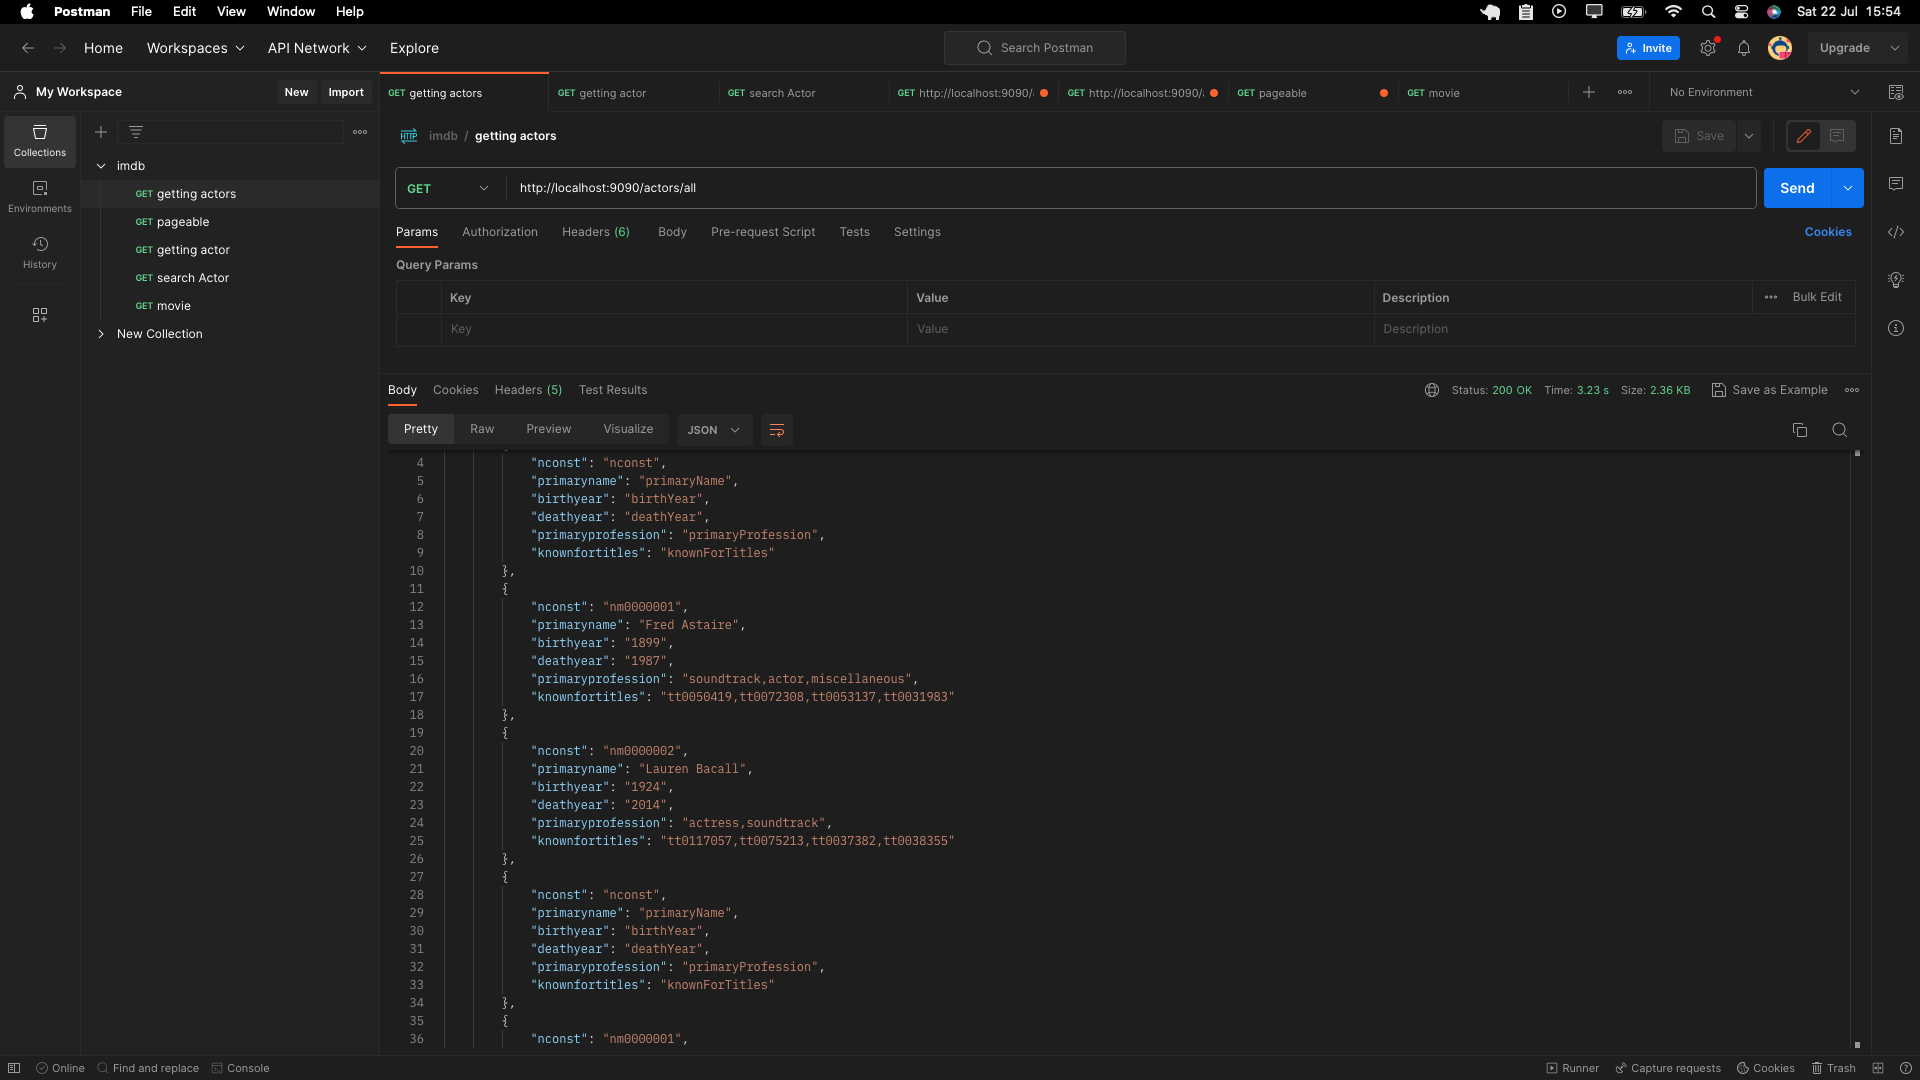 Postman File Edit View Window Help Sat 22 Jul 15:54
Home Workspaces API Network Explore Search Postman Invite Upgrade
My Workspace New Import
GET getting actors GET getting actor GET search Actor GET http://localhost:9090/ GET http://localhost:9090/ GET pageable GET movie No Environment
Collections
Environments
History
imdb
GET getting actors
GET pageable
GET getting actor
GET search Actor
GET movie
New Collection
HTTP imdb / getting actors Save
GET http://localhost:9090/actors/all Send
Params Authorization Headers (6) Body Pre-request Script Tests Settings Cookies
Query Params
Key Value Description Bulk Edit
Key Value Description
Body Cookies Headers (5) Test Results Status: 200 OK Time: 3.23 s Size: 2.36 KB Save as Example
Pretty Raw Preview Visualize JSON
4 "nconst": "nconst",
5 "primaryname": "primaryName",
6 "birthyear": "birthYear",
7 "deathyear": "deathYear",
8 "primaryprofession": "primaryProfession",
9 "knownfortitles": "knownForTitles"
10 },
11 {
12 "nconst": "nm0000001",
13 "primaryname": "Fred Astaire",
14 "birthyear": "1899",
15 "deathyear": "1987",
16 "primaryprofession": "soundtrack,actor,miscellaneous",
17 "knownfortitles": "tt0050419,tt0072308,tt0053137,tt0031983"
18 },
19 {
20 "nconst": "nm0000002",
21 "primaryname": "Lauren Bacall",
22 "birthyear": "1924",
23 "deathyear": "2014",
24 "primaryprofession": "actress,soundtrack",
25 "knownfortitles": "tt0117057,tt0075213,tt0037382,tt0038355"
26 },
27 {
28 "nconst": "nconst",
29 "primaryname": "primaryName",
30 "birthyear": "birthYear",
31 "deathyear": "deathYear",
32 "primaryprofession": "primaryProfession",
33 "knownfortitles": "knownForTitles"
34 },
35 {
36 "nconst": "nm0000001",
Online Find and replace Console Runner Capture requests Cookies Trash